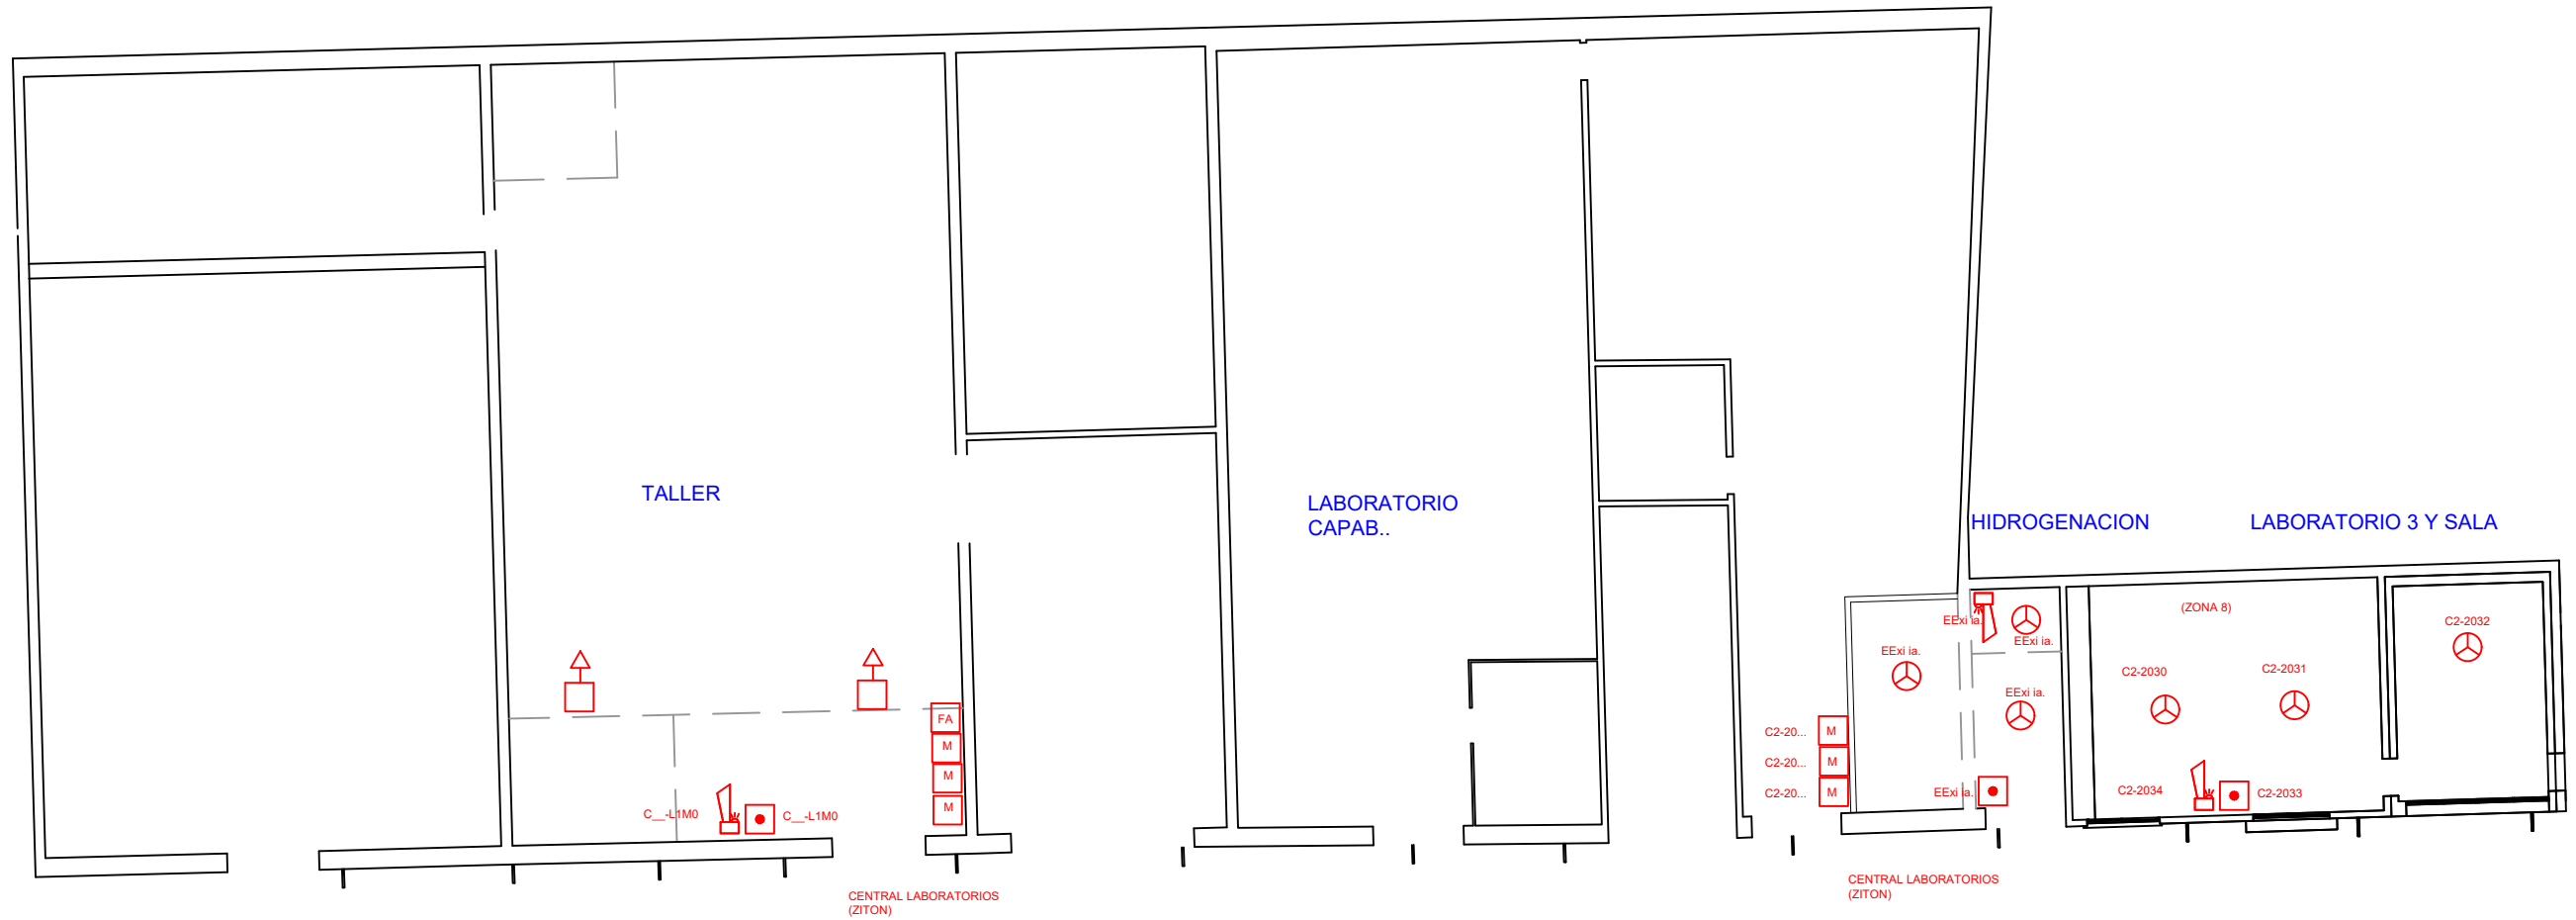 TALLER
LABORATORIO
CAPAB..
HIDROGENACION
LABORATORIO 3 Y SALA
(ZONA 8)
EExi ia.
EExi ia.
EExi ia.
EExi ia.
EExi ia.
C2-2032
C2-2030
C2-2031
C2-2034
C2-2033
FA
M
M
M
C__-L1M0
C__-L1M0
C2-20...
M
C2-20...
M
C2-20...
M
CENTRAL LABORATORIOS
(ZITON)
CENTRAL LABORATORIOS
(ZITON)